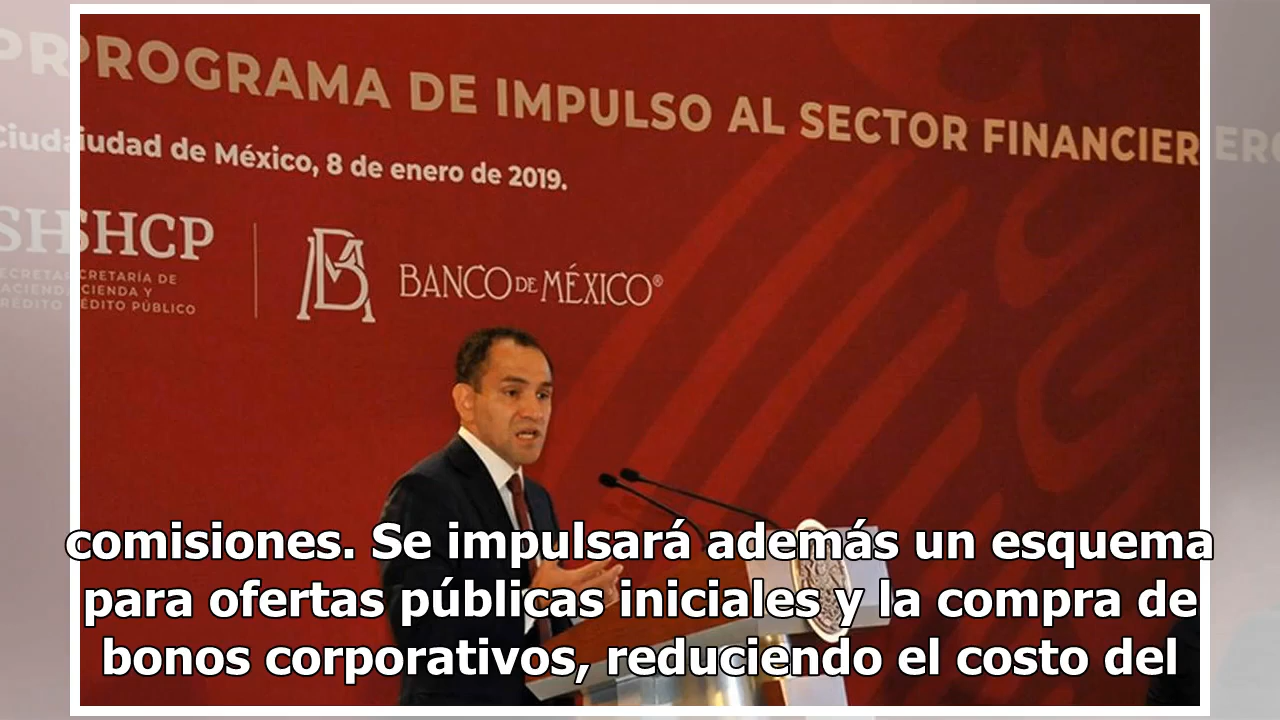 PROGRAMA DE IMPULSO AL SECTOR FINANCIER
Ciudad de México, 8 de enero de 2019.
SHCP
SECRETARÍA DE
HACIENDA Y
CRÉDITO PÚBLICO
BANCO DE MÉXICO®
comisiones. Se impulsará además un esquema
para ofertas públicas iniciales y la compra de
bonos corporativos, reduciendo el costo del